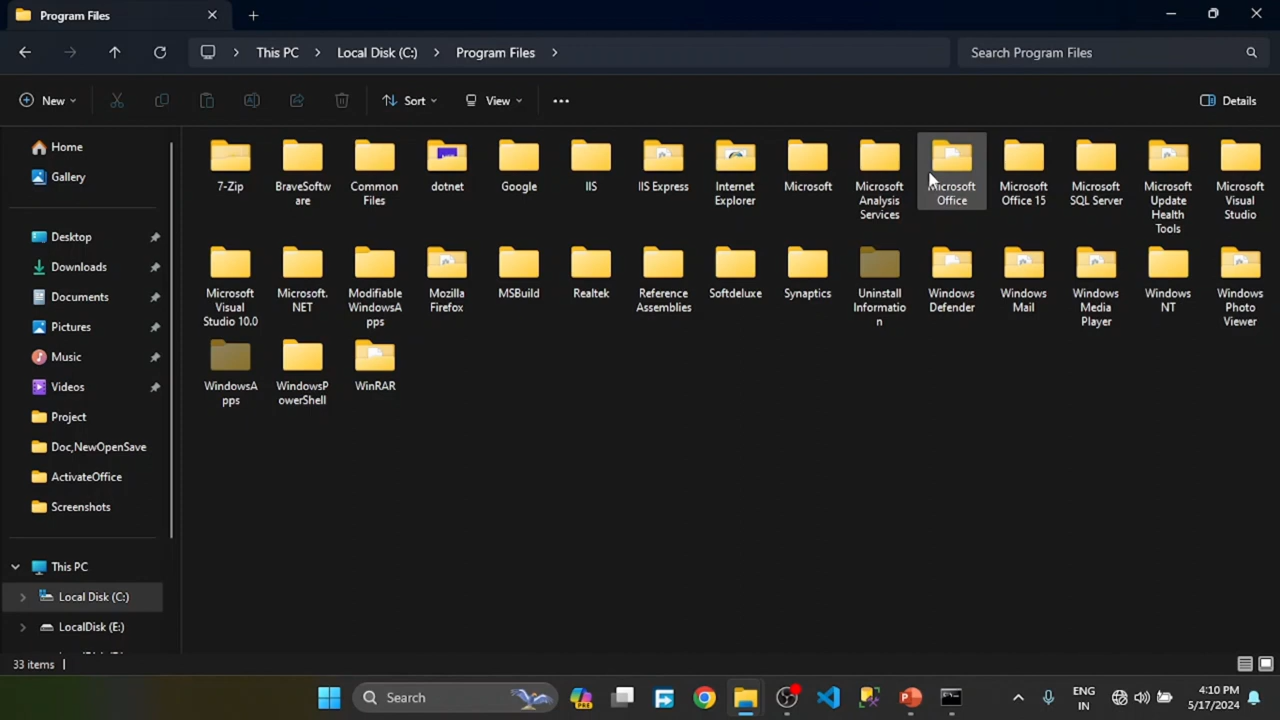 Program Files
This PC
Local Disk (C:)
Program Files
Search Program Files
New
Sort
View
Details
Home
Gallery
Desktop
Downloads
Documents
Pictures
Music
Videos
Project
Doc,NewOpenSave
ActivateOffice
Screenshots
This PC
Local Disk (C:)
LocalDisk (E:)
7-Zip
BraveSoftw
are
Common
Files
dotnet
Google
IIS
IIS Express
Internet
Explorer
Microsoft
Microsoft
Analysis
Services
Microsoft
Office
Microsoft
Office 15
Microsoft
SQL Server
Microsoft
Update
Health
Tools
Microsoft
Visual
Studio
Microsoft
Visual
Studio 10.0
Microsoft.
NET
Modifiable
WindowsA
pps
Mozilla
Firefox
MSBuild
Realtek
Reference
Assemblies
Softdeluxe
Synaptics
Uninstall
Informatio
n
Windows
Defender
Windows
Mail
Windows
Media
Player
Windows
NT
Windows
Photo
Viewer
WindowsA
pps
WindowsP
owerShell
WinRAR
33 items
Search
PRE
ENG
IN
4:10 PM
5/17/2024